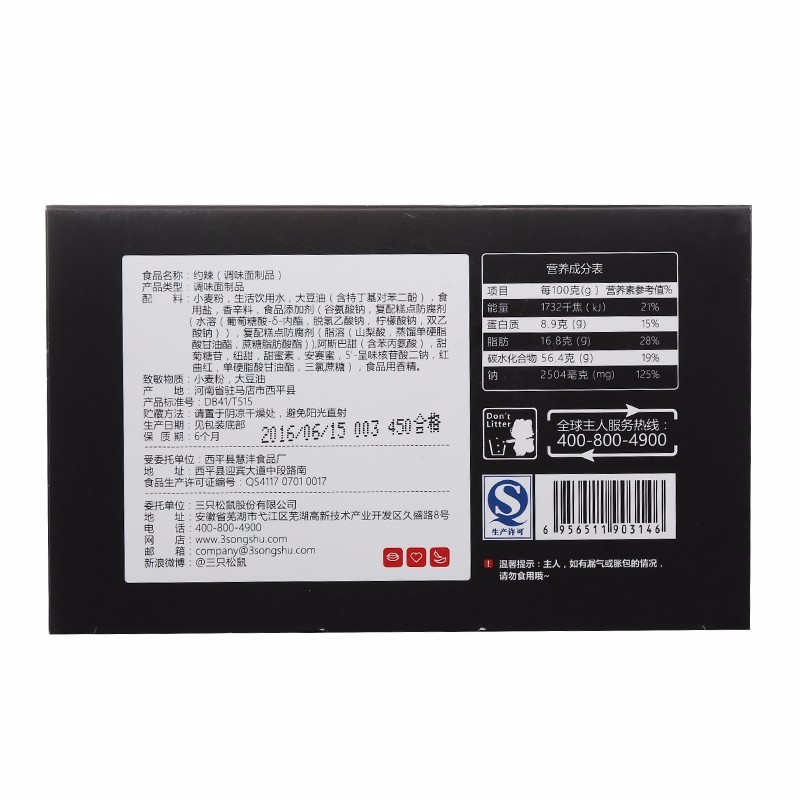 食品名称：约辣（调味面制品）
产品类型：调味面制品
配 料：小麦粉，生活饮用水，大豆油（含特丁基对苯二酚），食
用盐，香辛料，食品添加剂（谷氨酸钠，复配糕点防腐剂
（水溶（葡萄糖酸-δ-内酯，脱氢乙酸钠，柠檬酸钠，双乙
酸钠）），复配糕点防腐剂（脂溶（山梨酸，蒸馏单硬脂
酸甘油酯，蔗糖脂肪酸酯）），阿斯巴甜（含苯丙氨酸），甜
菊糖苷，纽甜，甜蜜素，安赛蜜，5'-呈味核苷酸二钠，红
曲红，单硬脂酸甘油酯，三氯蔗糖），食品用香精。
致敏物质：小麦粉，大豆油
产 地：河南省驻马店市西平县
产品标准号：DB41/T515
贮藏方法：请置于阴凉干燥处，避免阳光直射
生产日期：见包装底部
保 质 期：6个月
2016/06/15 003 450合格
受委托单位：西平县慧沣食品厂
地 址：西平县迎宾大道中段路南
食品生产许可证编号：QS4117 0701 0017
委托单位：三只松鼠股份有限公司
地 址：安徽省芜湖市弋江区芜湖高新技术产业开发区久盛路8号
电 话：400-800-4900
网 店：www.3songshu.com
邮 箱：company@3songshu.com
新浪微博：@三只松鼠
营养成分表
项目 每100克(g) 营养素参考值%
能量 1732千焦(kJ) 21%
蛋白质 8.9克(g) 15%
脂肪 16.8克(g) 28%
碳水化合物 56.4克(g) 19%
钠 2504毫克(mg) 125%
Don't
Litter
全球主人服务热线：
400-800-4900
生产许可
6 956511 903146
! 温馨提示：主人，如有漏气或胀包的情况，
请勿食用哦~